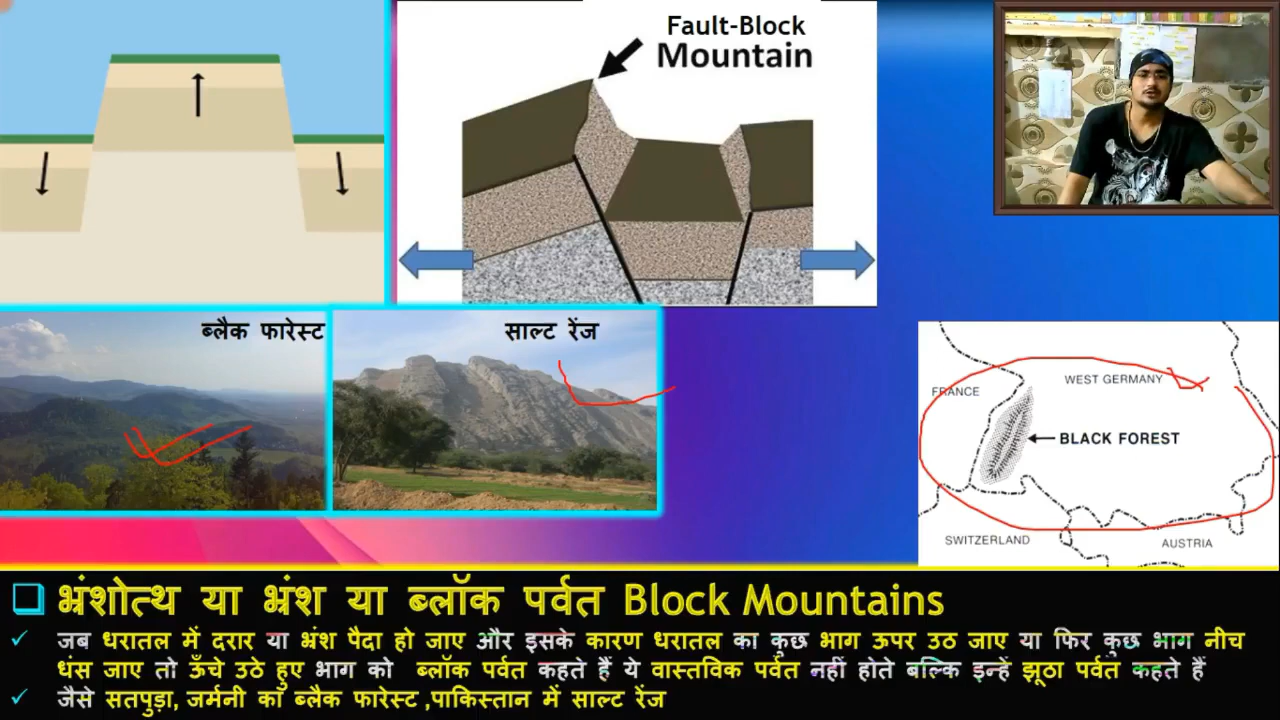 Fault-Block
Mountain
ब्लैक फारेस्ट
साल्ट रेंज
FRANCE
WEST GERMANY
BLACK FOREST
SWITZERLAND
AUSTRIA
भ्रंशोत्थ या भ्रंश या ब्लॉक पर्वत Block Mountains
जब धरातल में दरार या भ्रंश पैदा हो जाए और इसके कारण धरातल का कुछ भाग ऊपर उठ जाए या फिर कुछ भाग नीच
धंस जाए तो ऊँचे उठे हुए भाग को ब्लॉक पर्वत कहते हैं ये वास्तविक पर्वत नहीं होते बल्कि इन्हें झूठा पर्वत कहते हैं
जैसे सतपुड़ा, जर्मनी का ब्लैक फारेस्ट ,पाकिस्तान में साल्ट रेंज